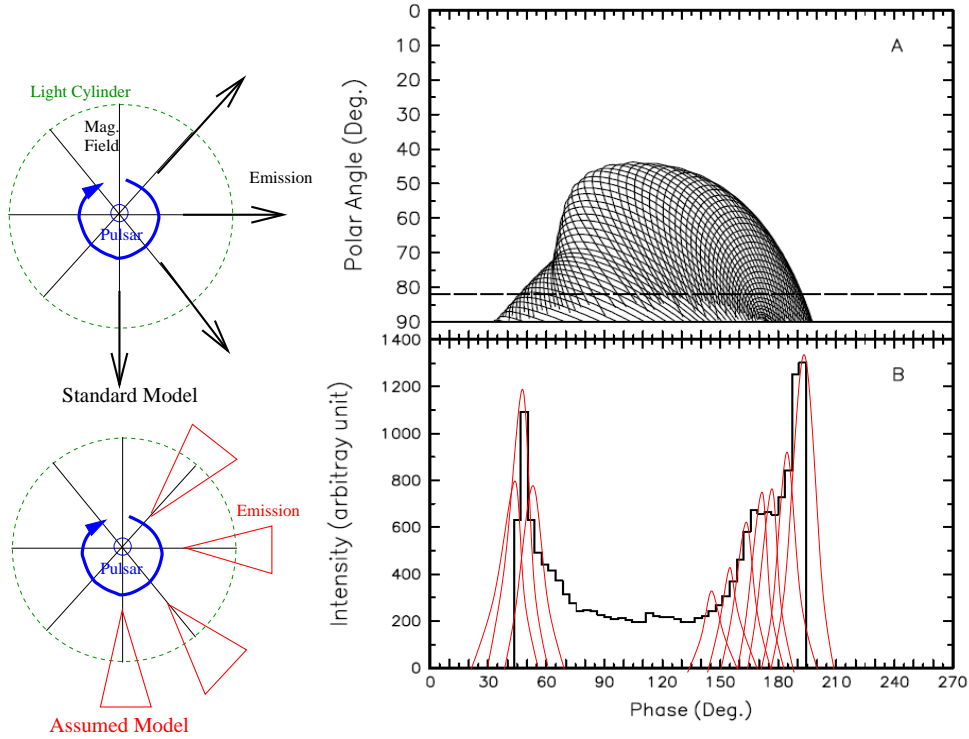 Light Cylinder
Mag.
Field
Emission
Pulsar
Standard Model
Emission
Pulsar
Assumed Model
A
Polar Angle (Deg.)
0
10
20
30
40
50
60
70
80
90
B
Intensity (arbitray unit)
1400
1200
1000
800
600
400
200
0
0 30 60 90 120 150 180 210 240 270
Phase (Deg.)